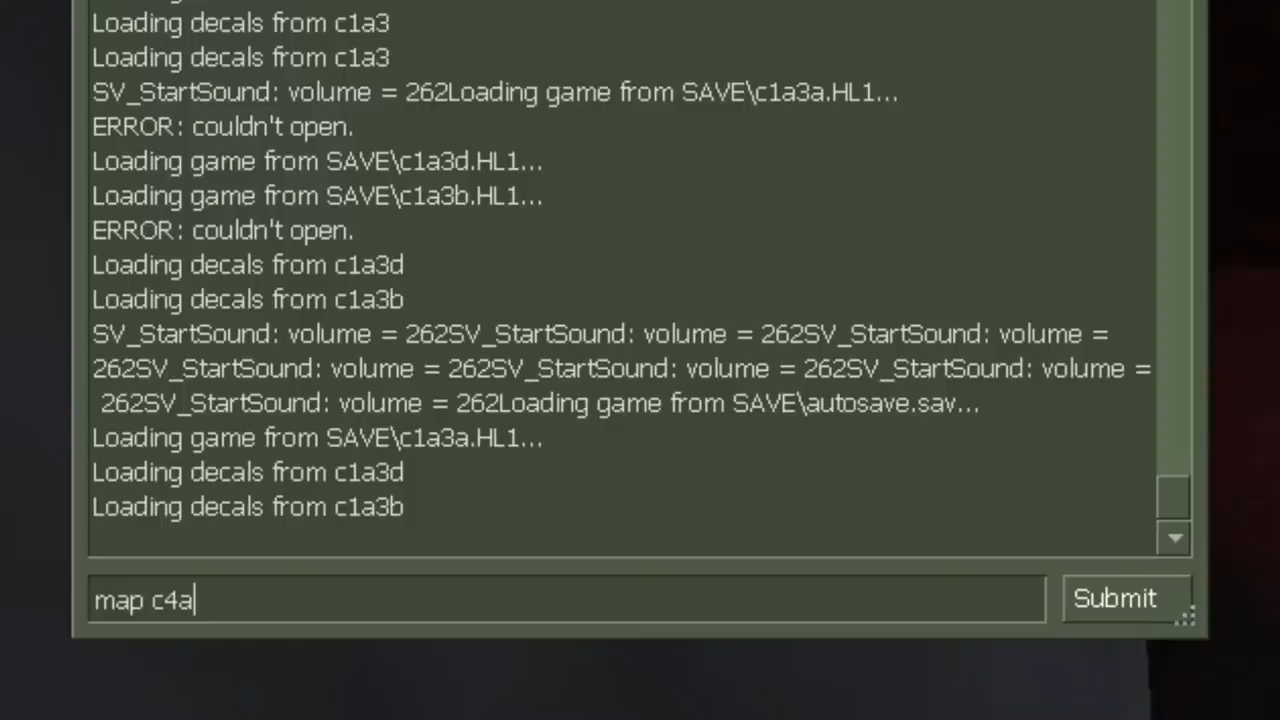 Loading decals from c1a3
Loading decals from c1a3
SV_StartSound: volume = 262Loading game from SAVE\c1a3a.HL1...
ERROR: couldn't open.
Loading game from SAVE\c1a3d.HL1...
Loading game from SAVE\c1a3b.HL1...
ERROR: couldn't open.
Loading decals from c1a3d
Loading decals from c1a3b
SV_StartSound: volume = 262SV_StartSound: volume = 262SV_StartSound: volume =
262SV_StartSound: volume = 262SV_StartSound: volume = 262SV_StartSound: volume =
262SV_StartSound: volume = 262Loading game from SAVE\autosave.sav...
Loading game from SAVE\c1a3a.HL1...
Loading decals from c1a3d
Loading decals from c1a3b
map c4a
Submit